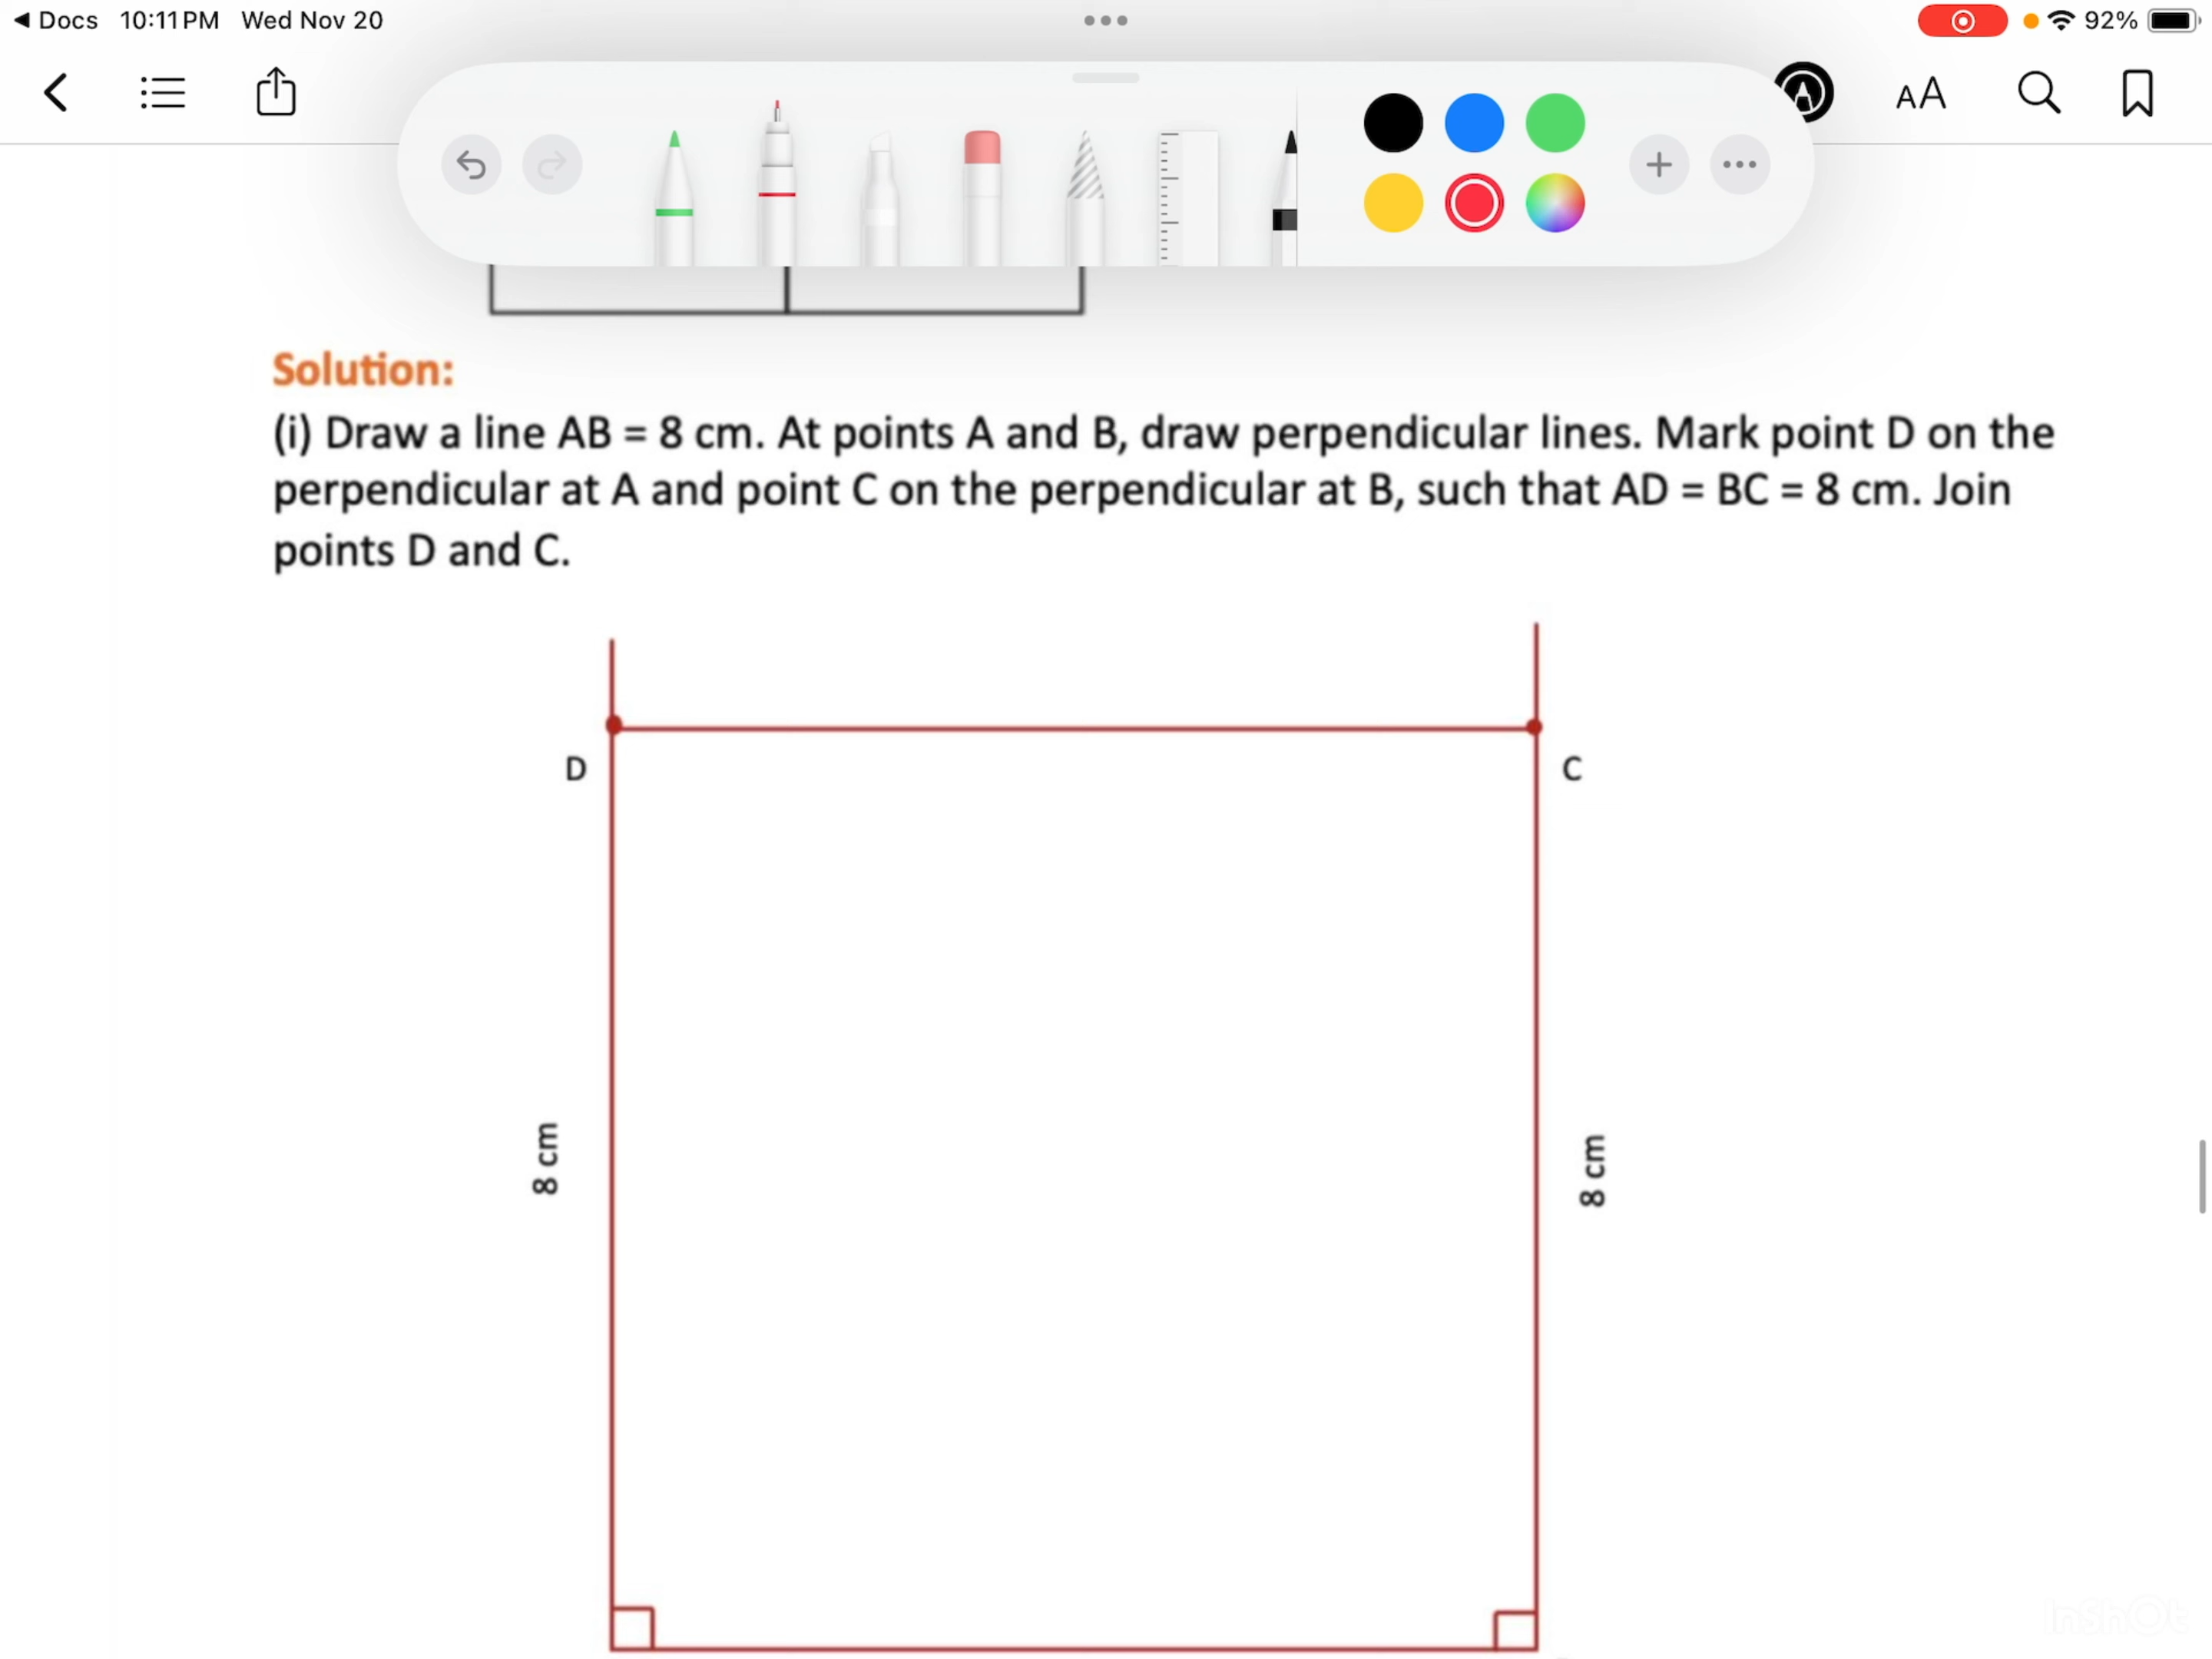 Docs 10:11 PM Wed Nov 20
92%
AA
Solution:
(i) Draw a line AB = 8 cm. At points A and B, draw perpendicular lines. Mark point D on the
perpendicular at A and point C on the perpendicular at B, such that AD = BC = 8 cm. Join
points D and C.
D
C
8 cm
8 cm
InShOt